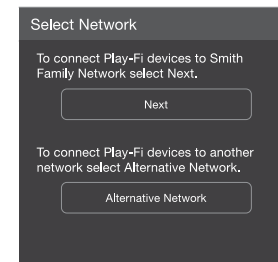 Select Network
To connect Play-Fi devices to Smith
Family Network select Next.
Next
To connect Play-Fi devices to another
network select Alternative Network.
Alternative Network